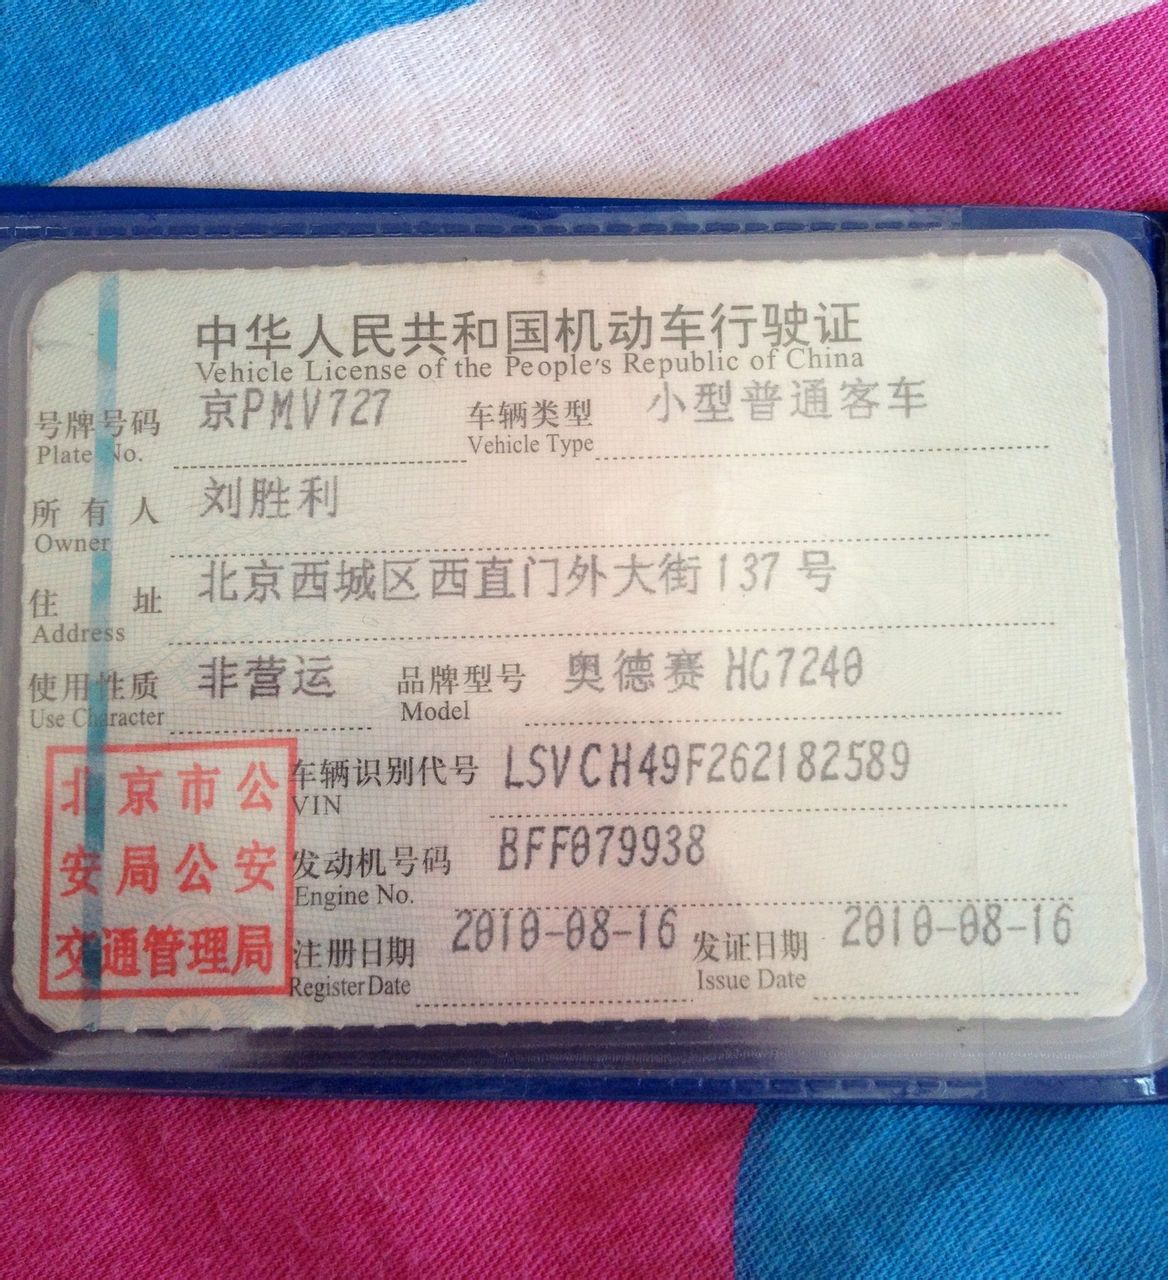 中华人民共和国机动车行驶证
Vehicle License of the People's Republic of China
号牌号码 京PMV727 车辆类型 小型普通客车
Plate No. Vehicle Type
所有人 刘胜利
Owner
住址 北京西城区西直门外大街137号
Address
使用性质 非营运 品牌型号 奥德赛HG7240
Use Character Model
车辆识别代号 LSVCH49F262182589
VIN
发动机号码 BFF079938
Engine No.
注册日期 2010-08-16 发证日期 2010-08-16
Register Date Issue Date
北京市公
安局公安
交通管理局